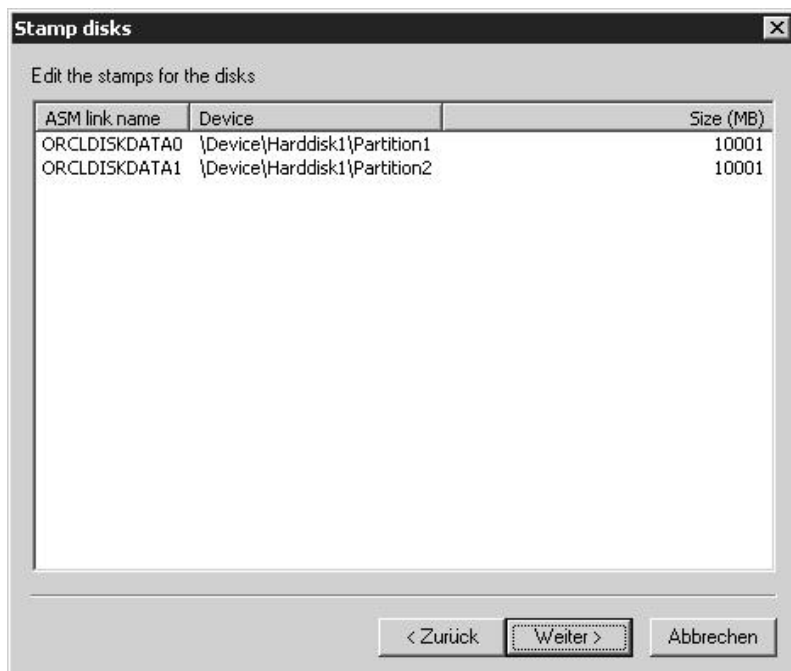 Stamp disks
Edit the stamps for the disks
ASM link name Device Size (MB)
ORCLDISKDATA0 \Device\Harddisk1\Partition1 10001
ORCLDISKDATA1 \Device\Harddisk1\Partition2 10001
< Zurück Weiter > Abbrechen